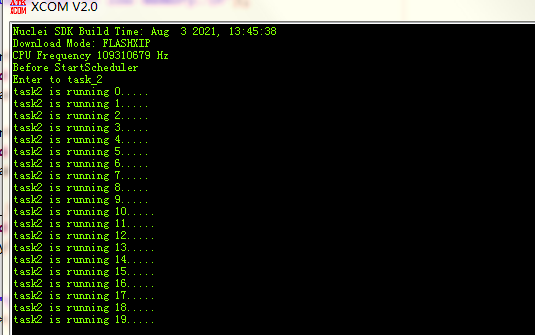 ATK
XCOM
XCOM V2.0
Nuclei SDK Build Time: Aug  3 2021, 13:45:38
Download Mode: FLASHXIP
CPU Frequency 109310679 Hz
Before StartScheduler
Enter to task_2
task2 is running 0.....
task2 is running 1.....
task2 is running 2.....
task2 is running 3.....
task2 is running 4.....
task2 is running 5.....
task2 is running 6.....
task2 is running 7.....
task2 is running 8.....
task2 is running 9.....
task2 is running 10.....
task2 is running 11.....
task2 is running 12.....
task2 is running 13.....
task2 is running 14.....
task2 is running 15.....
task2 is running 16.....
task2 is running 17.....
task2 is running 18.....
task2 is running 19.....